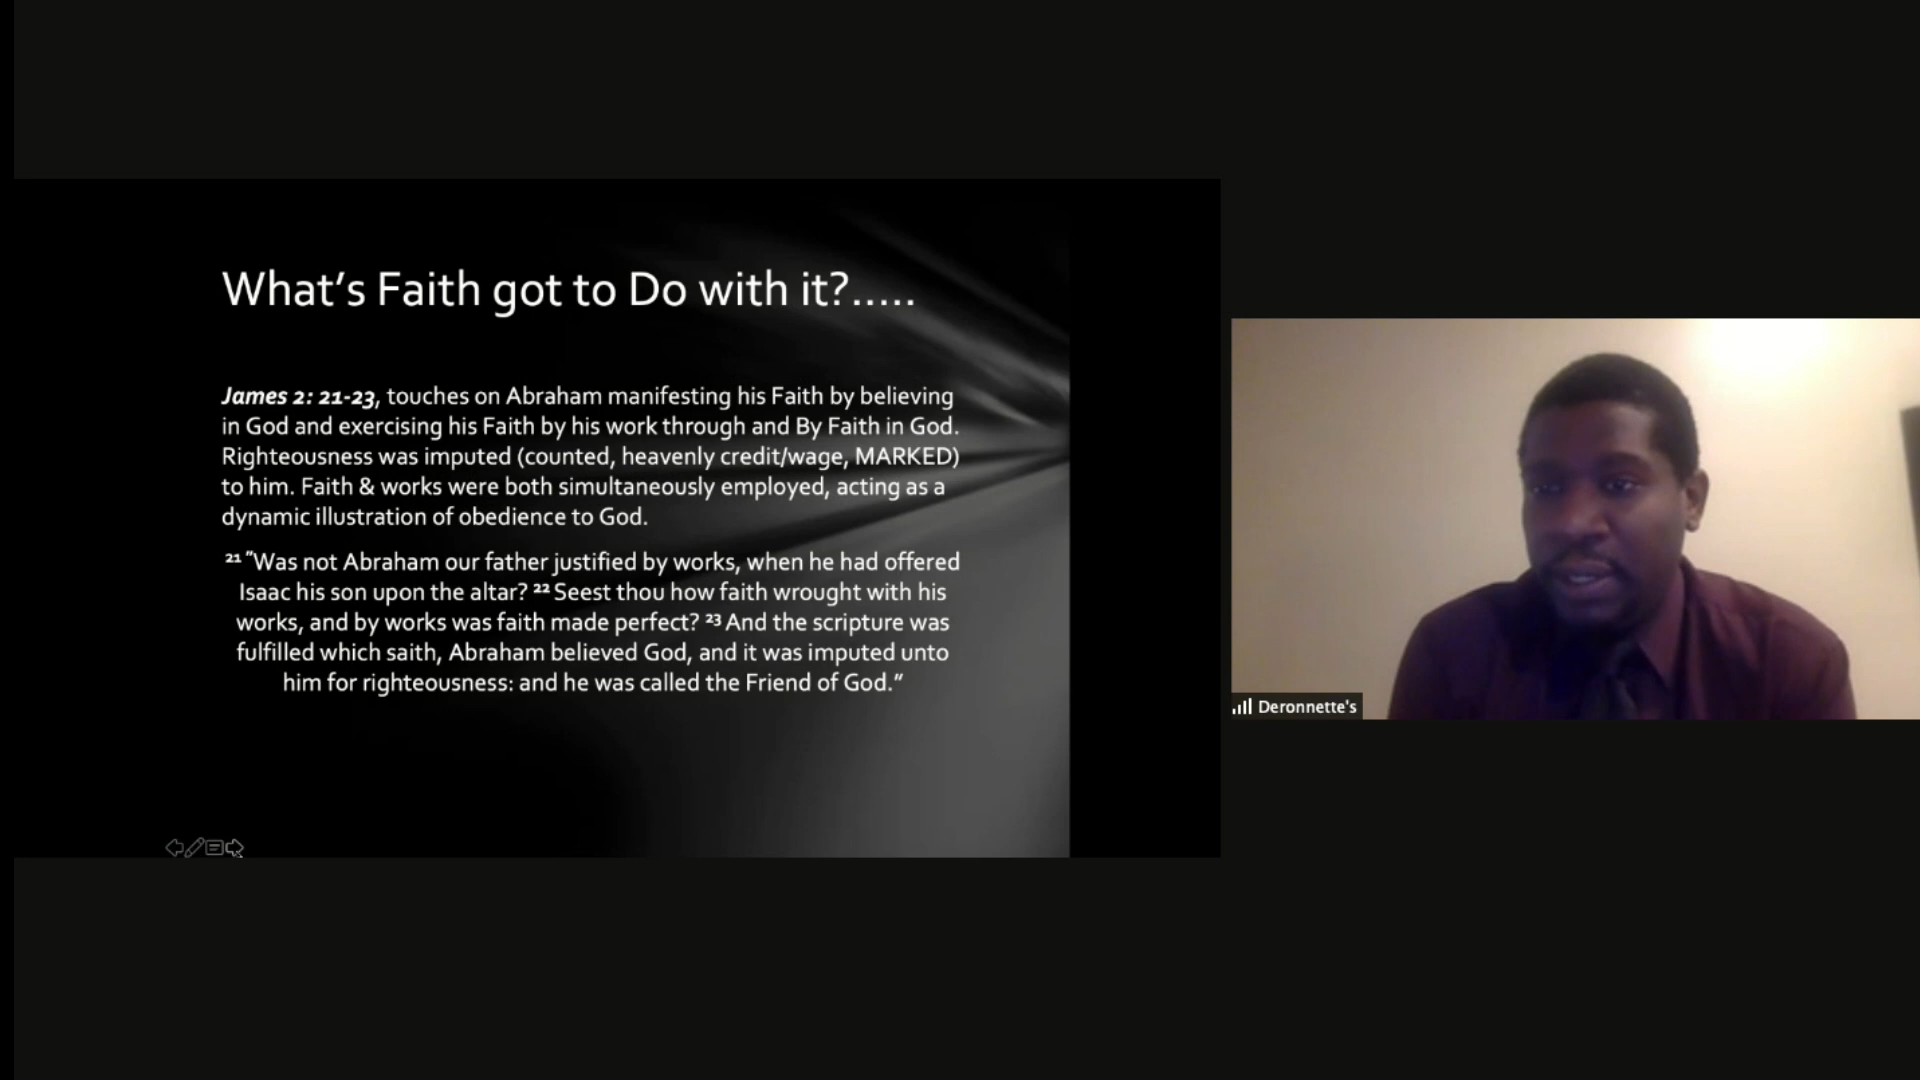 What's Faith got to Do with it?.....
James 2: 21-23, touches on Abraham manifesting his Faith by believing
in God and exercising his Faith by his work through and By Faith in God.
Righteousness was imputed (counted, heavenly credit/wage, MARKED)
to him. Faith & works were both simultaneously employed, acting as a
dynamic illustration of obedience to God.
²¹ "Was not Abraham our father justified by works, when he had offered
Isaac his son upon the altar? ²² Seest thou how faith wrought with his
works, and by works was faith made perfect? ²³ And the scripture was
fulfilled which saith, Abraham believed God, and it was imputed unto
him for righteousness: and he was called the Friend of God."
Deronnette's